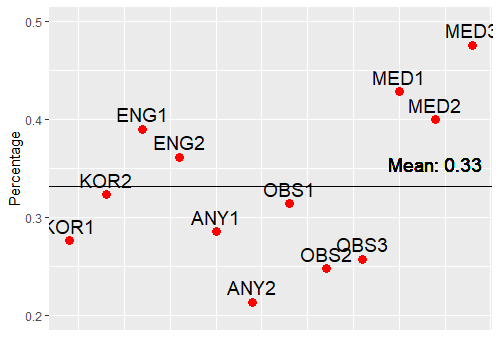 0.5
MED3
MED1
0.4
MED2
ENG1
ENG2
Mean: 0.33
KOR2
OBS1
0.3
KOR1
ANY1
OBS2
OBS3
ANY2
0.2
Percentage